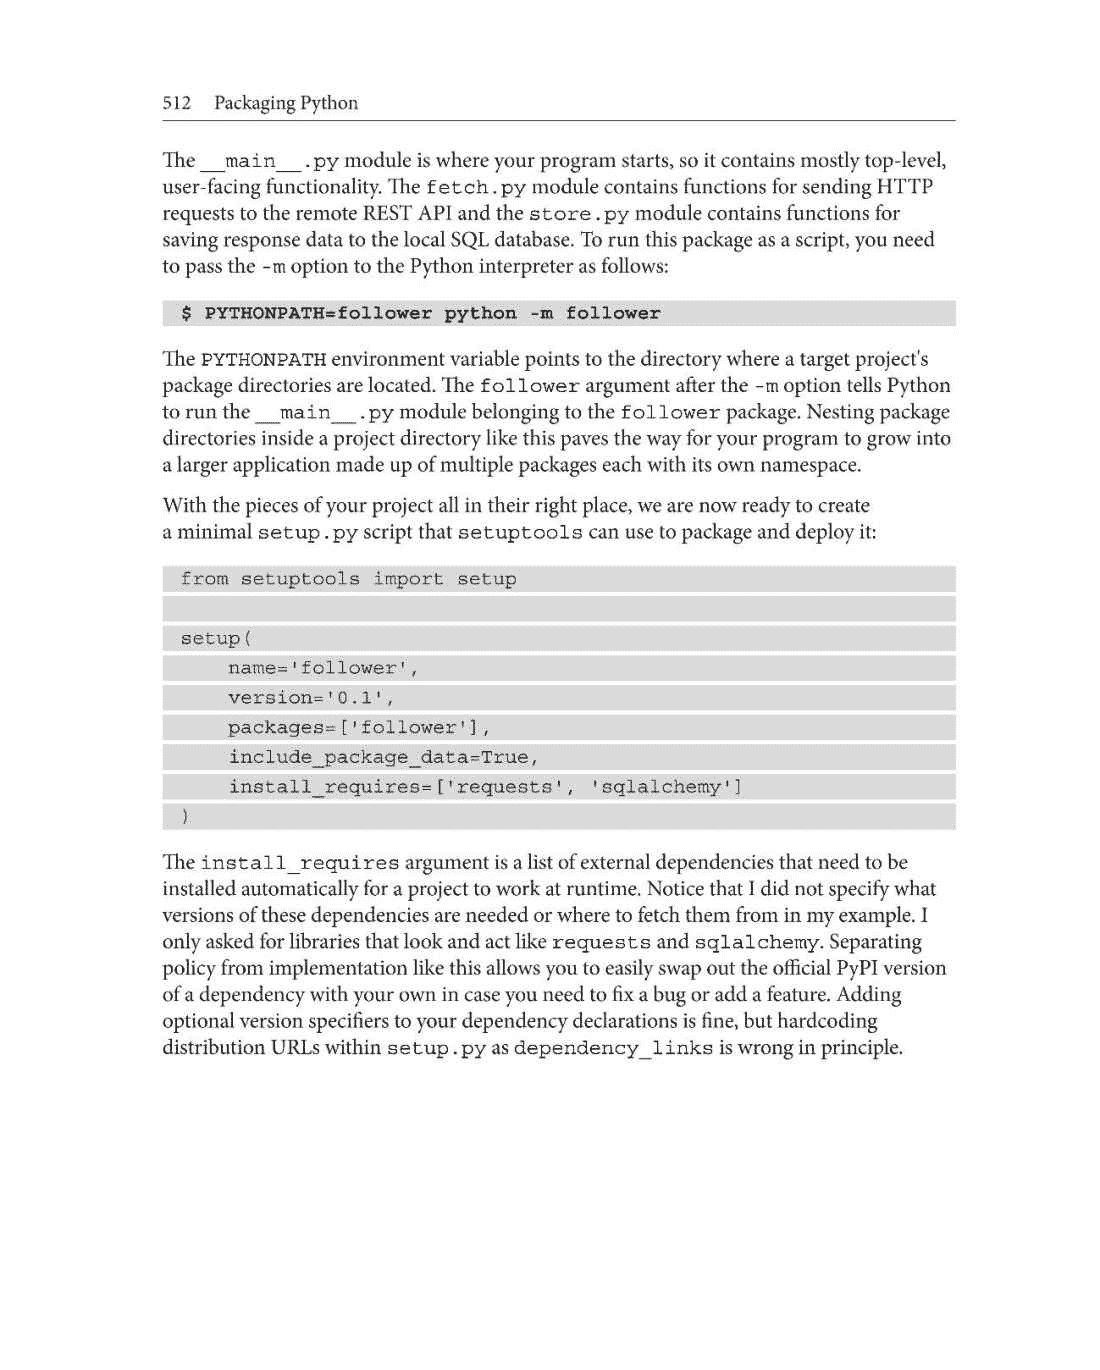 512 Packaging Python
The __main__.py module is where your program starts, so it contains mostly top-level,
user-facing functionality. The fetch.py module contains functions for sending HTTP
requests to the remote REST API and the store.py module contains functions for
saving response data to the local SQL database. To run this package as a script, you need
to pass the -m option to the Python interpreter as follows:
$ PYTHONPATH=follower python -m follower
The PYTHONPATH environment variable points to the directory where a target project's
package directories are located. The follower argument after the -m option tells Python
to run the __main__.py module belonging to the follower package. Nesting package
directories inside a project directory like this paves the way for your program to grow into
a larger application made up of multiple packages each with its own namespace.
With the pieces of your project all in their right place, we are now ready to create
a minimal setup.py script that setuptools can use to package and deploy it:
from setuptools import setup
setup(
    name='follower',
    version='0.1',
    packages=['follower'],
    include_package_data=True,
    install_requires=['requests', 'sqlalchemy']
)
The install_requires argument is a list of external dependencies that need to be
installed automatically for a project to work at runtime. Notice that I did not specify what
versions of these dependencies are needed or where to fetch them from in my example. I
only asked for libraries that look and act like requests and sqlalchemy. Separating
policy from implementation like this allows you to easily swap out the official PyPI version
of a dependency with your own in case you need to fix a bug or add a feature. Adding
optional version specifiers to your dependency declarations is fine, but hardcoding
distribution URLs within setup.py as dependency_links is wrong in principle.